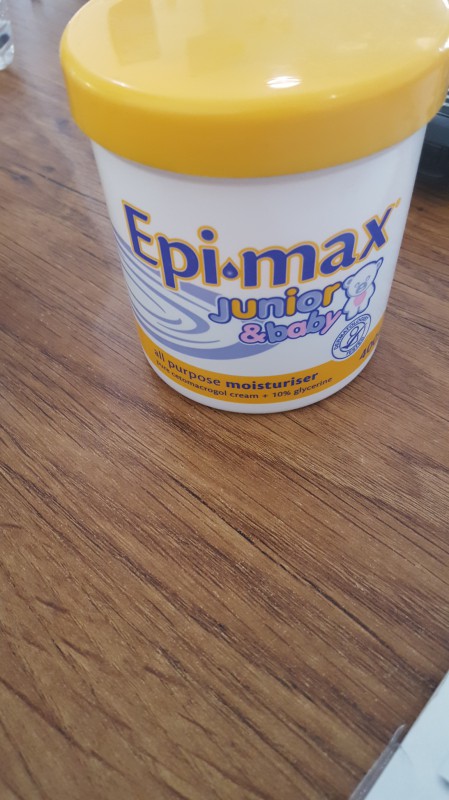 Epi-max
junior
& baby
all purpose moisturiser
cetomacrogol cream + 10% glycerine